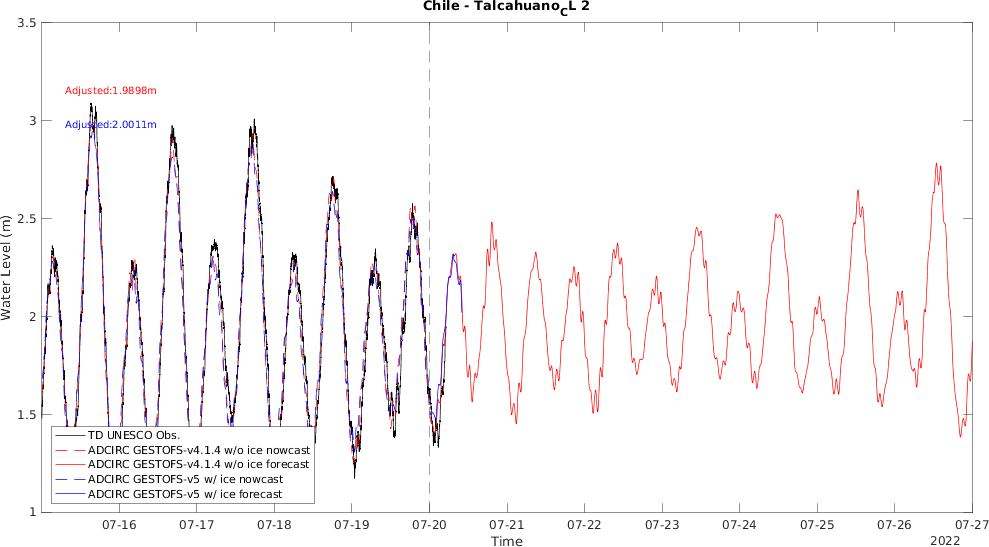 Chile - TalcahuanoCL 2
3.5
3
2.5
2
1.5
1
Water Level (m)
Adjusted:1.9898m
Adjusted:2.0011m
TD UNESCO Obs.
ADCIRC GESTOFS-v4.1.4 w/o ice nowcast
ADCIRC GESTOFS-v4.1.4 w/o ice forecast
ADCIRC GESTOFS-v5 w/ ice nowcast
ADCIRC GESTOFS-v5 w/ ice forecast
07-16 07-17 07-18 07-19 07-20 07-21 07-22 07-23 07-24 07-25 07-26 07-27
Time
2022